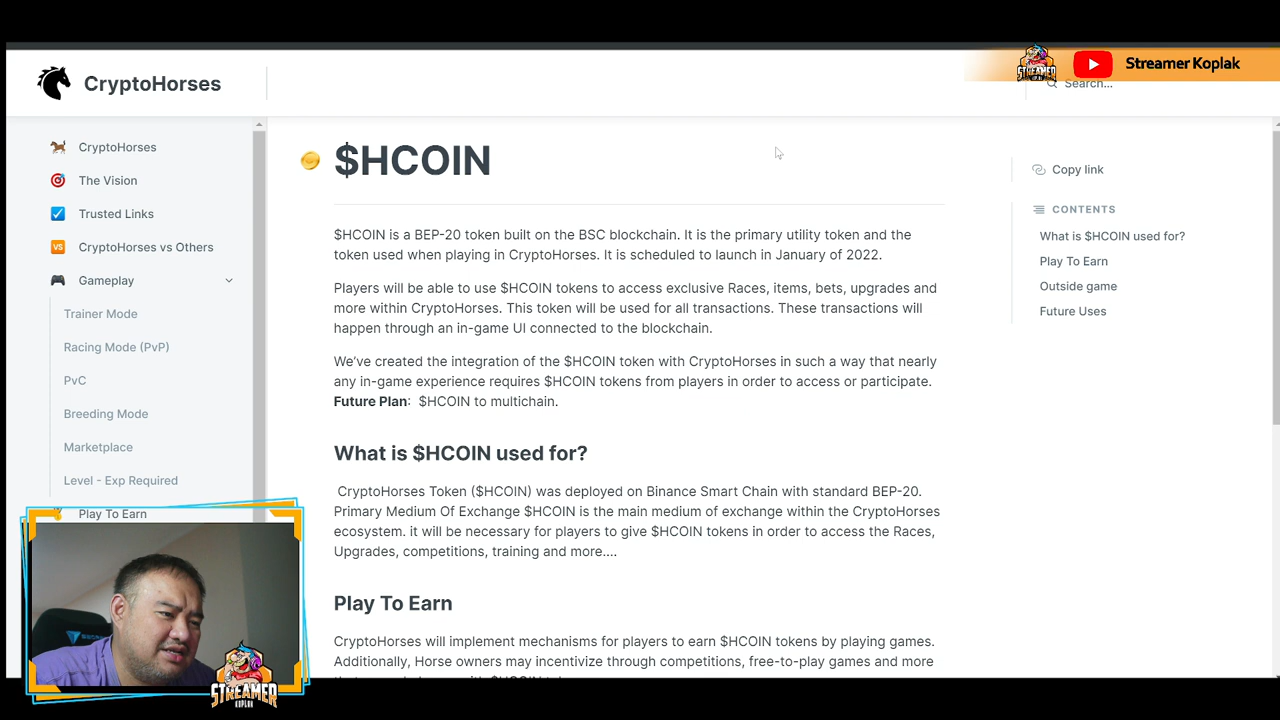 Streamer Koplak
STREAMER
CryptoHorses
Search...
CryptoHorses
The Vision
Trusted Links
VS
CryptoHorses vs Others
Gameplay
Trainer Mode
Racing Mode (PvP)
PvC
Breeding Mode
Marketplace
Level - Exp Required
Play To Earn
$HCOIN
$HCOIN is a BEP-20 token built on the BSC blockchain. It is the primary utility token and the
token used when playing in CryptoHorses. It is scheduled to launch in January of 2022.
Players will be able to use $HCOIN tokens to access exclusive Races, items, bets, upgrades and
more within CryptoHorses. This token will be used for all transactions. These transactions will
happen through an in-game UI connected to the blockchain.
We've created the integration of the $HCOIN token with CryptoHorses in such a way that nearly
any in-game experience requires $HCOIN tokens from players in order to access or participate.
Future Plan: $HCOIN to multichain.
What is $HCOIN used for?
CryptoHorses Token ($HCOIN) was deployed on Binance Smart Chain with standard BEP-20.
Primary Medium Of Exchange $HCOIN is the main medium of exchange within the CryptoHorses
ecosystem. it will be necessary for players to give $HCOIN tokens in order to access the Races,
Upgrades, competitions, training and more....
Play To Earn
CryptoHorses will implement mechanisms for players to earn $HCOIN tokens by playing games.
Additionally, Horse owners may incentivize through competitions, free-to-play games and more
Copy link
CONTENTS
What is $HCOIN used for?
Play To Earn
Outside game
Future Uses
STREAMER
KOPLAK